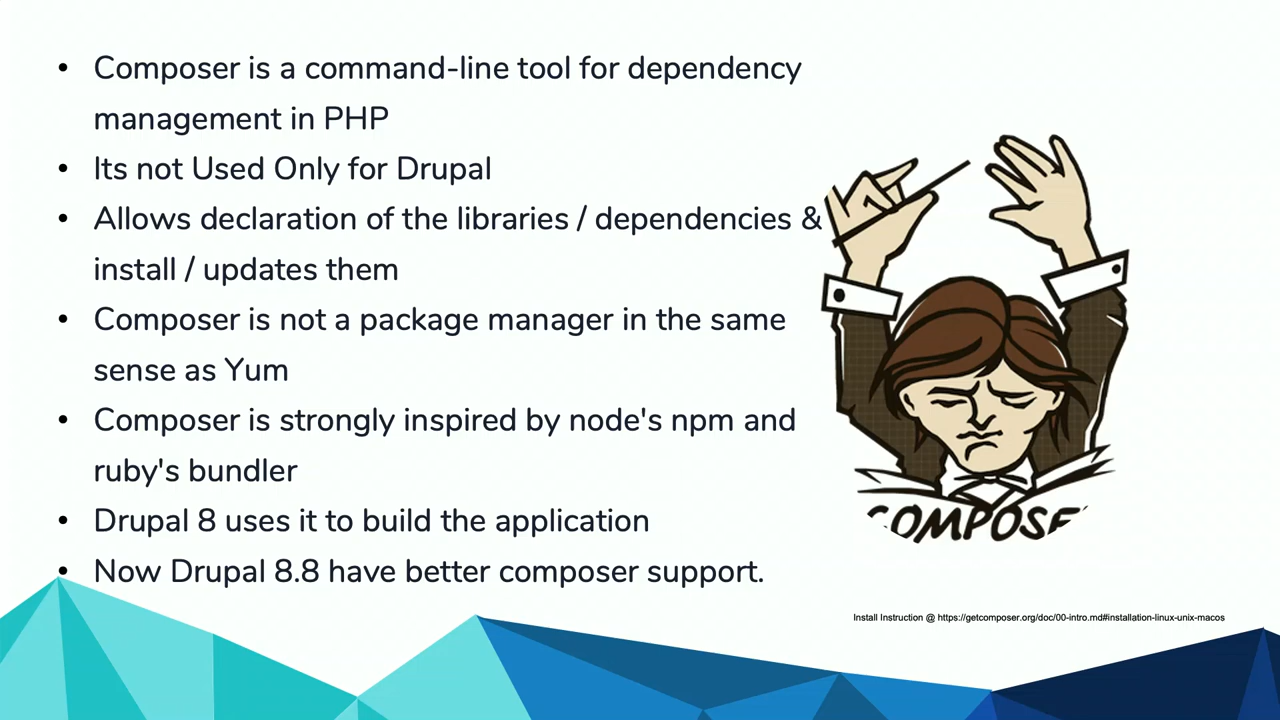 • Composer is a command-line tool for dependency
management in PHP
• Its not Used Only for Drupal
• Allows declaration of the libraries / dependencies &
install / updates them
• Composer is not a package manager in the same
sense as Yum
• Composer is strongly inspired by node's npm and
ruby's bundler
• Drupal 8 uses it to build the application
• Now Drupal 8.8 have better composer support.
COMPOSE
Install Instruction @ https://getcomposer.org/doc/00-intro.md#installation-linux-unix-macos